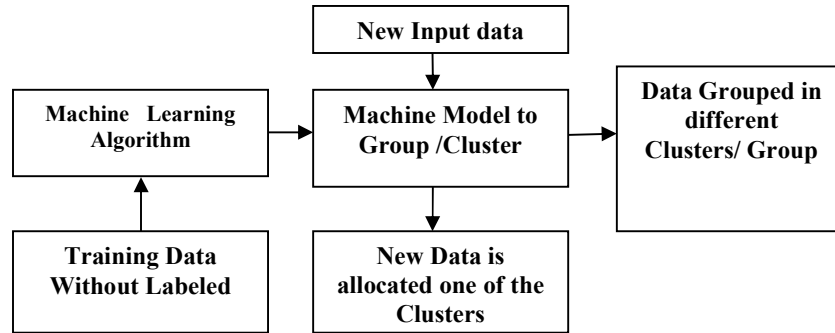 New Input data
Machine Learning
Algorithm
Machine Model to
Group /Cluster
Data Grouped in
different
Clusters/ Group
Training Data
Without Labeled
New Data is
allocated one of the
Clusters